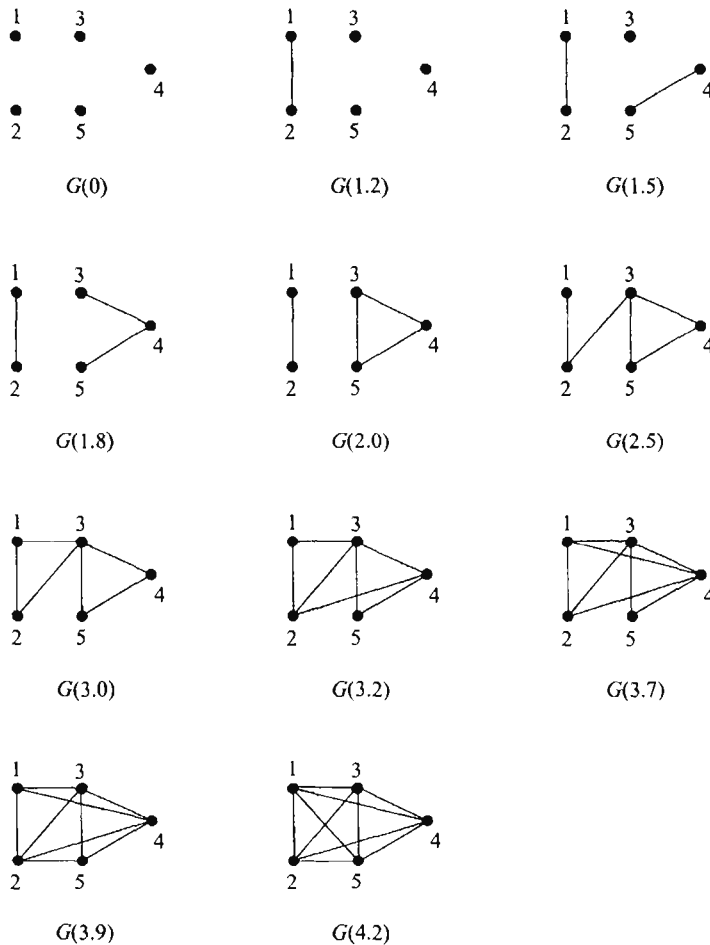 1 3 1 3 1 3
4 4 4
2 5 2 5 2 5
G(0) G(1.2) G(1.5)
1 3 1 3 1 3
4 4 4
2 5 2 5 2 5
G(1.8) G(2.0) G(2.5)
1 3 1 3 1 3
4 4 4
2 5 2 5 2 5
G(3.0) G(3.2) G(3.7)
1 3 1 3
4 4
2 5 2 5
G(3.9) G(4.2)